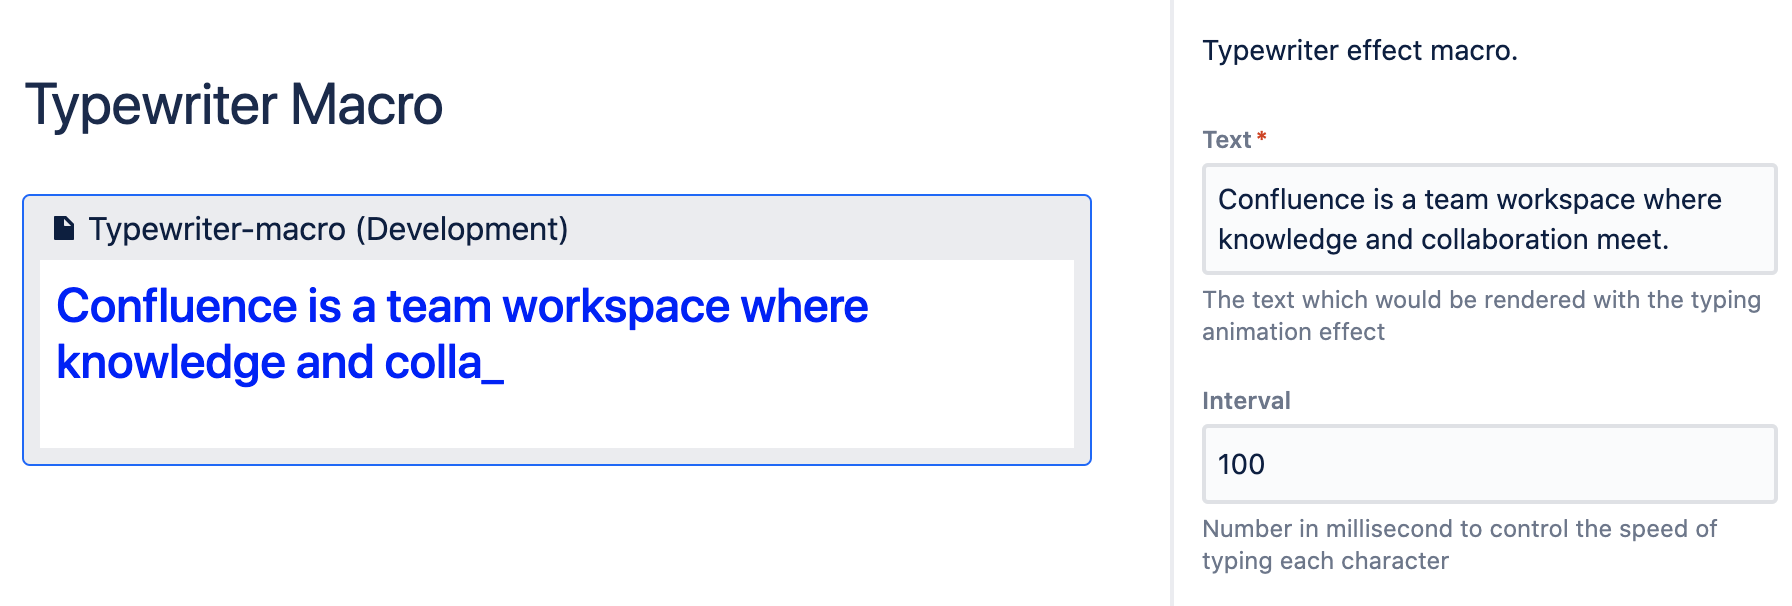 Typewriter Macro
Typewriter-macro (Development)
Confluence is a team workspace where
knowledge and colla_
Typewriter effect macro.
Text *
Confluence is a team workspace where
knowledge and collaboration meet.
The text which would be rendered with the typing
animation effect
Interval
100
Number in millisecond to control the speed of
typing each character